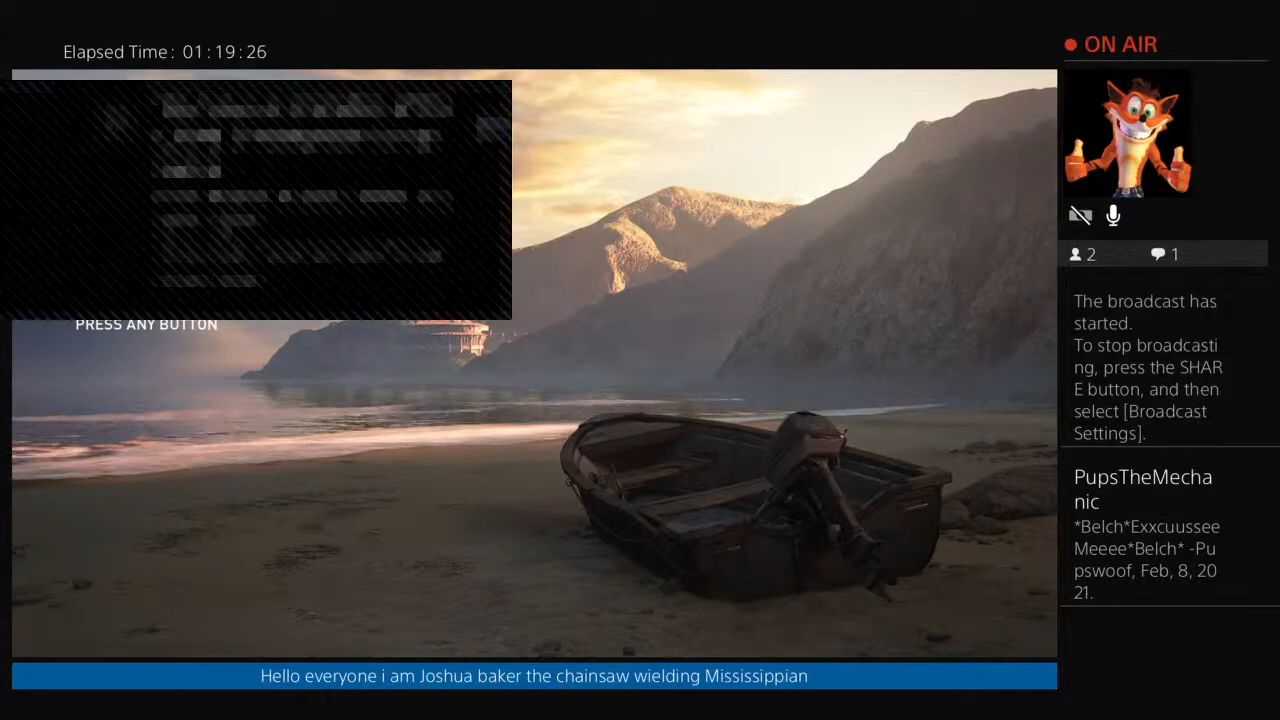 Elapsed Time: 01:19:26
ON AIR
2
1
The broadcast has
started.
To stop broadcasti
ng, press the SHAR
E button, and then
select [Broadcast
Settings].
PupsTheMecha
nic
*Belch*Exxcuussee
Meeee*Belch* -Pu
pswoof, Feb, 8, 20
21.
PRESS ANY BUTTON
Hello everyone i am Joshua baker the chainsaw wielding Mississippian